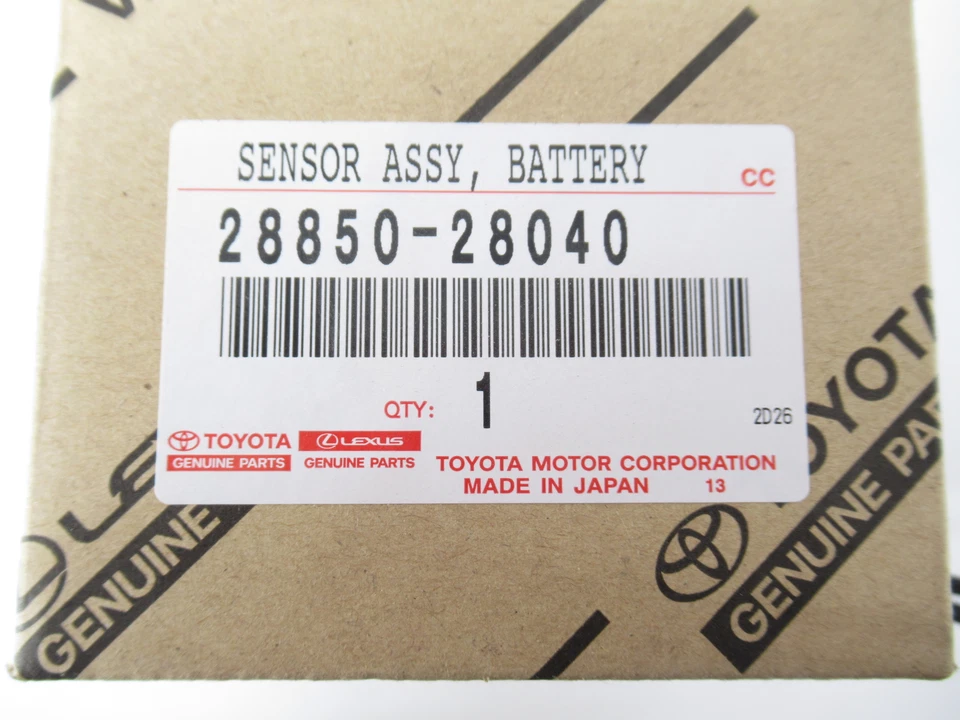 SENSOR ASSY, BATTERY
CC
28850-28040
QTY: 1
2D26
TOYOTA LEXUS
GENUINE PARTS GENUINE PARTS
TOYOTA MOTOR CORPORATION
MADE IN JAPAN 13
LE
GENUINE
TOYOTA
GENUINE PA